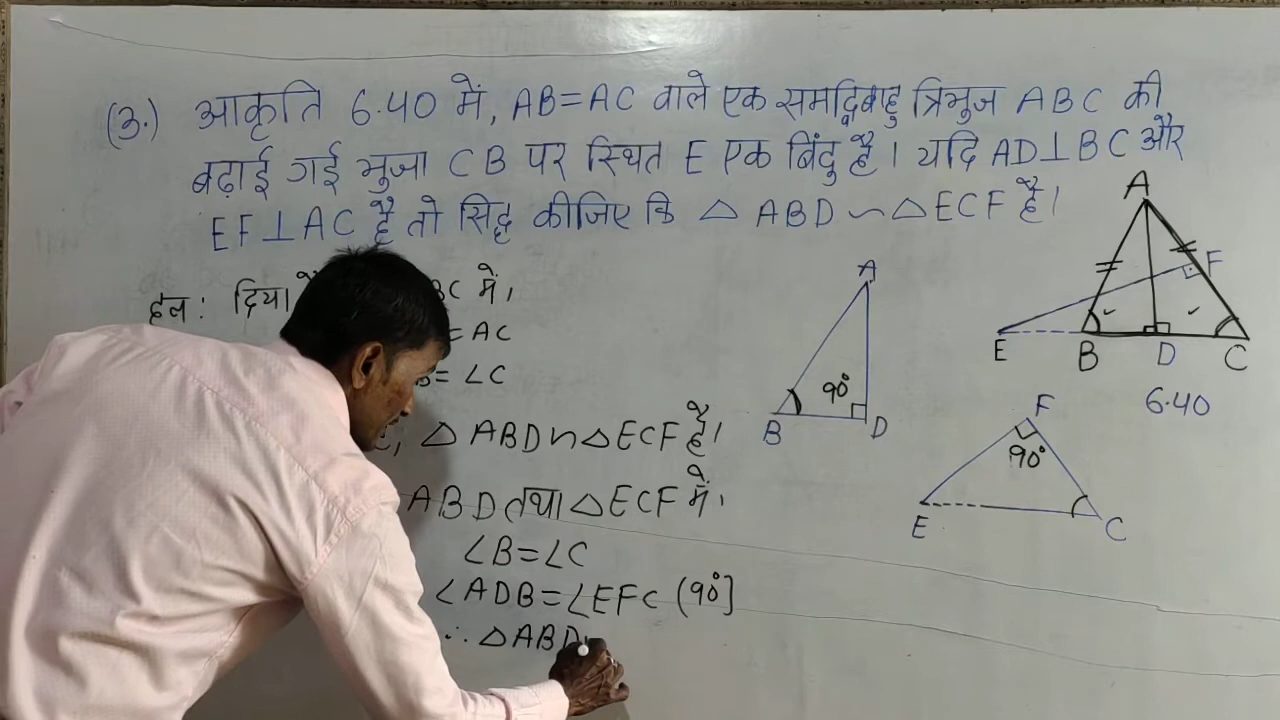 (3.) आकृति 6.40 में, AB=AC वाले एक समद्विबाहु त्रिभुज ABC की
बढ़ाई गई भुजा CB पर स्थित E एक बिंदु है। यदि AD⊥BC और
EF⊥AC है तो सिद्ध कीजिए कि △ ABD ~ △ECF है।
हल: दिया BC में।
= AC
B= ∠C
△ ABD ~ △ECF है।
ABD तथा △ECF में।
∠B=∠C
∠ADB=∠EFC (90°]
∴ △ABD
A
B
90°
D
A
F
E
B
D
C
6.40
F
90°
E
C